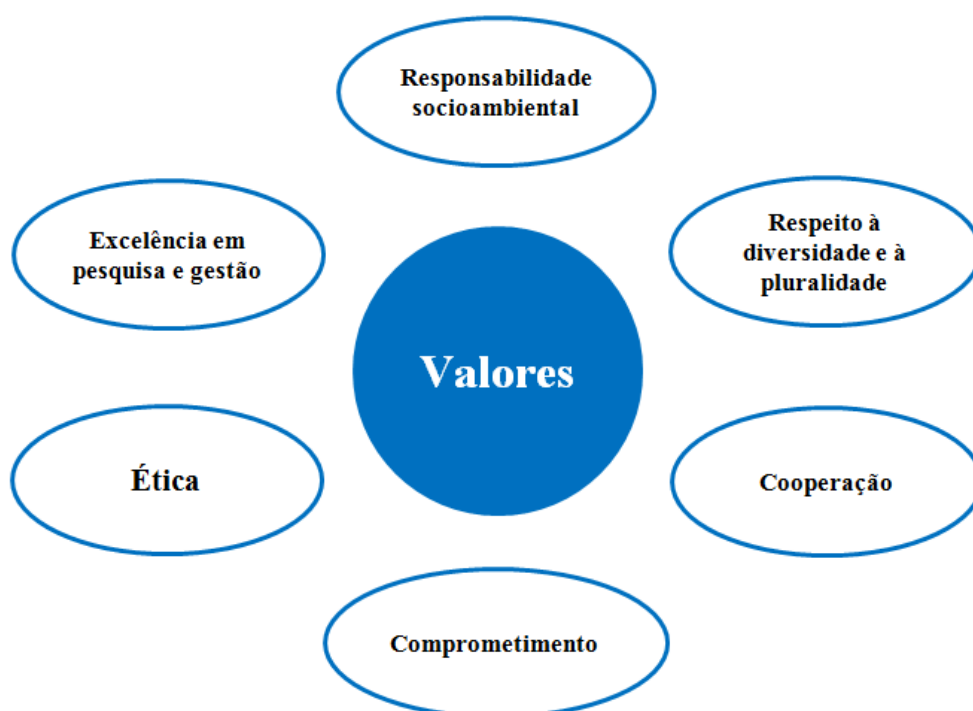 Responsabilidade
socioambiental
Excelência em
pesquisa e gestão
Respeito à
diversidade e à
pluralidade
Valores
Ética
Cooperação
Comprometimento